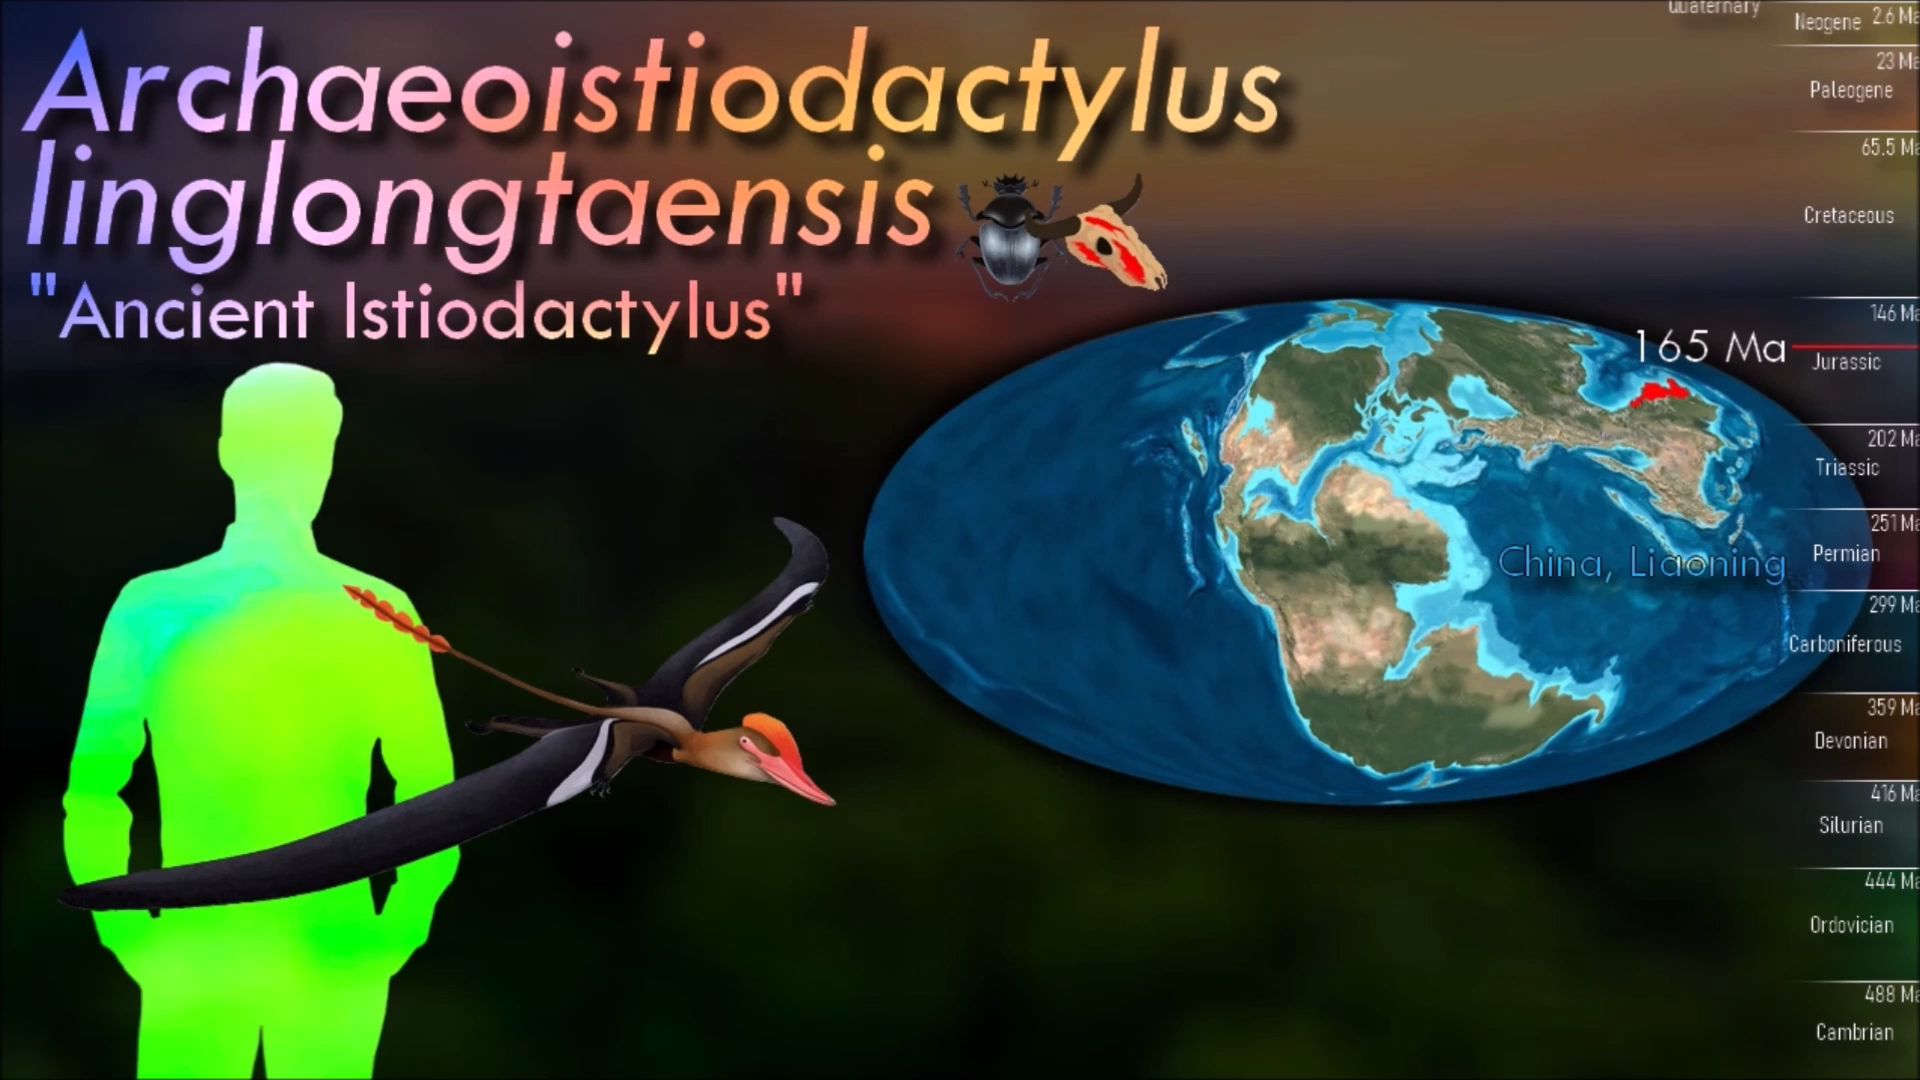 Archaeoistiodactylus
linglongtaensis
"Ancient Istiodactylus"
165 Ma
China, Liaoning
Quaternary
2.6 Ma
Neogene
23 Ma
Paleogene
65.5 Ma
Cretaceous
146 Ma
Jurassic
202 Ma
Triassic
251 Ma
Permian
299 Ma
Carboniferous
359 Ma
Devonian
416 Ma
Silurian
444 Ma
Ordovician
488 Ma
Cambrian